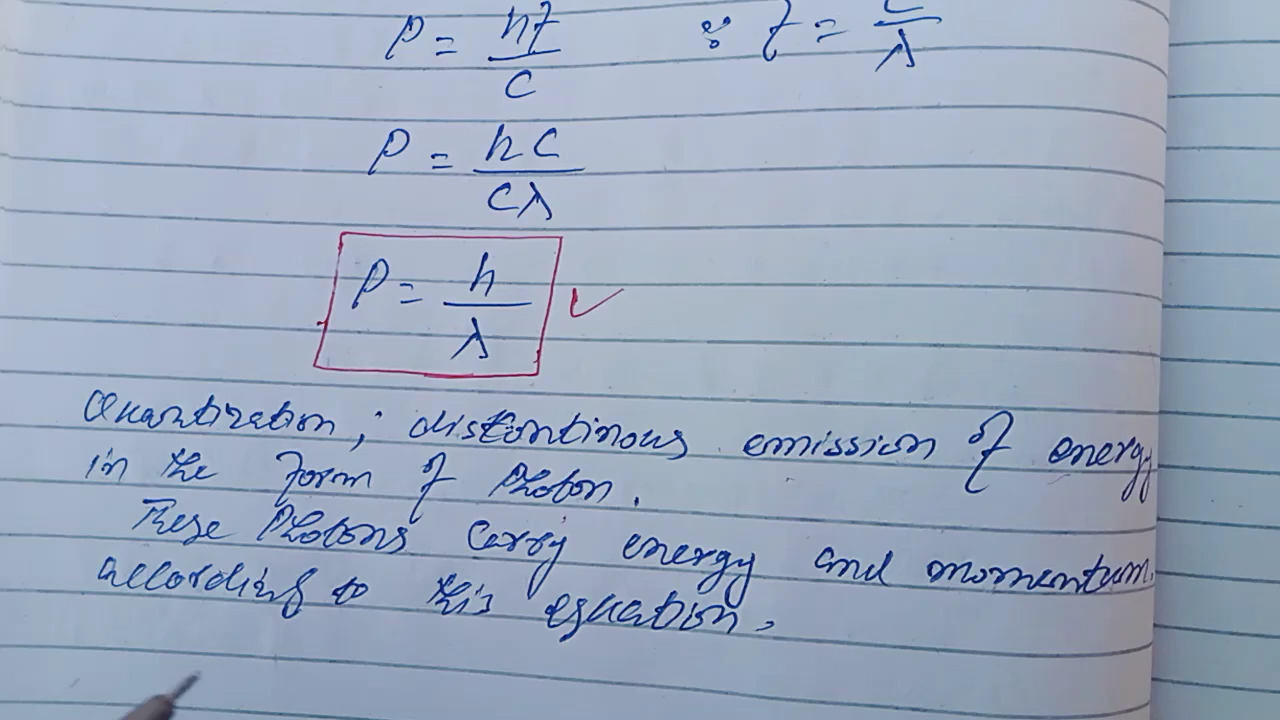 P = hf/C ∵ f = C/λ
P = hC/Cλ
P = h/λ ✓
Quantization; discontinous emission of energy
in the form of Photon.
These Photons carry energy and momentum.
according to this equation.